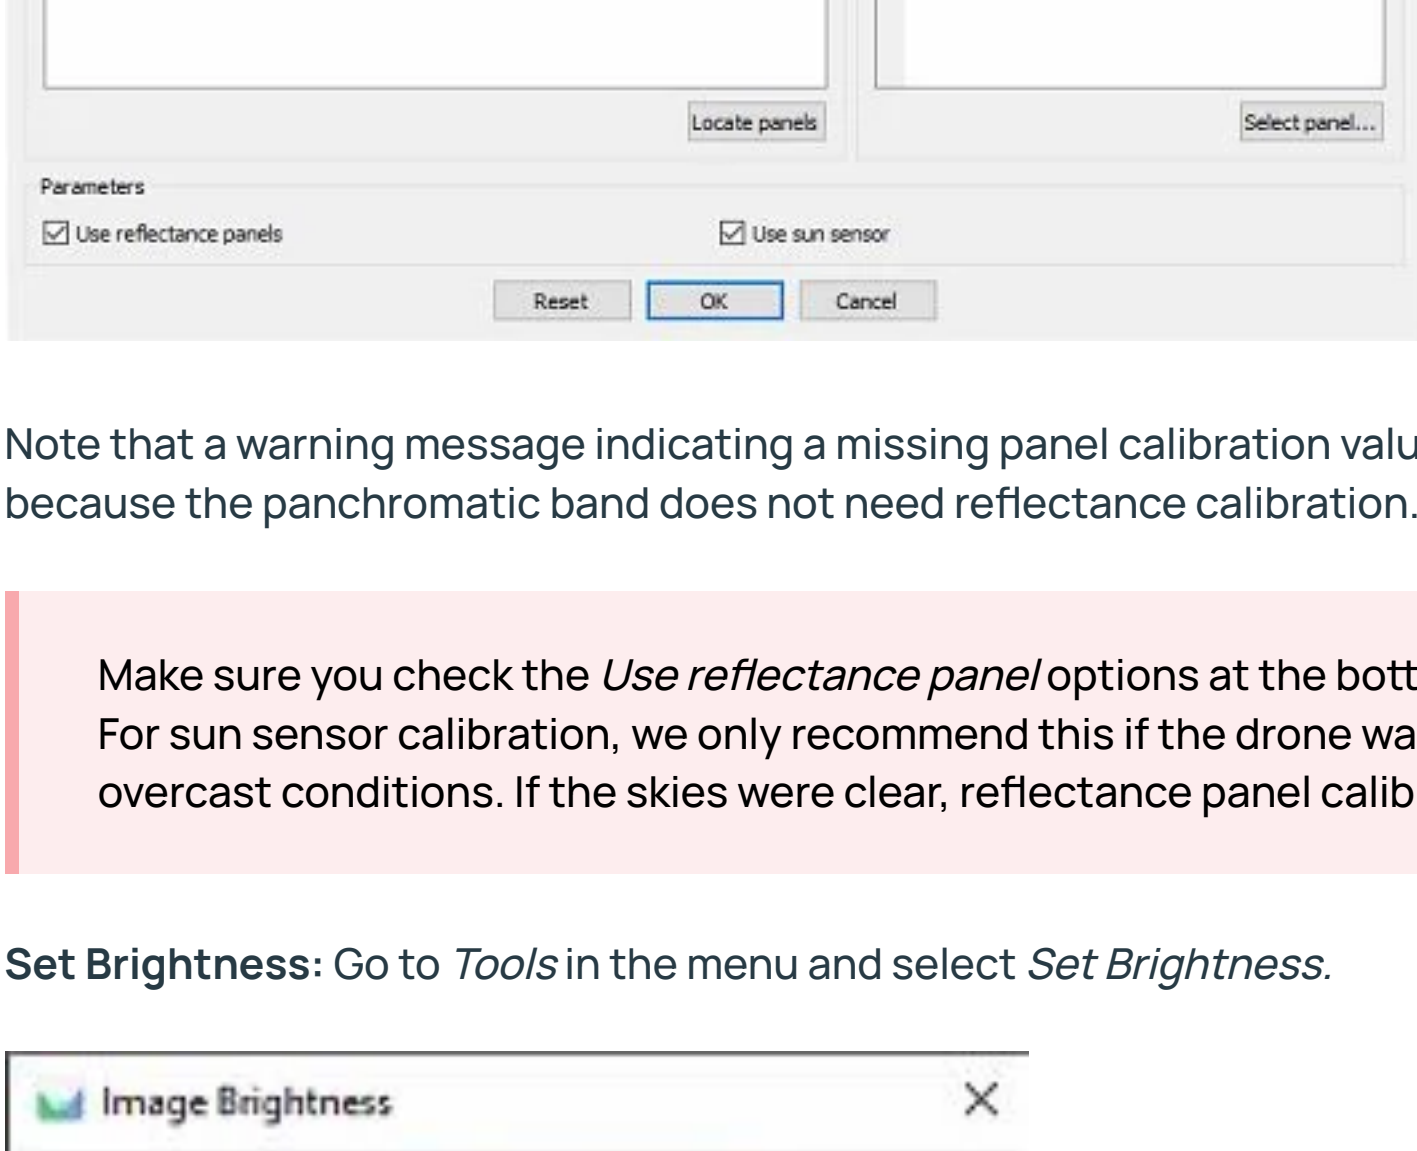 Locate panels
Select panel...
Parameters
Use reflectance panels
Use sun sensor
Reset
OK
Cancel
Note that a warning message indicating a missing panel calibration
because the panchromatic band does not need reflectance calibration.
Make sure you check the Use reflectance panel options at the
For sun sensor calibration, we only recommend this if the drone
overcast conditions. If the skies were clear, reflectance panel
Set Brightness: Go to Tools in the menu and select Set Brightness.
Image Brightness